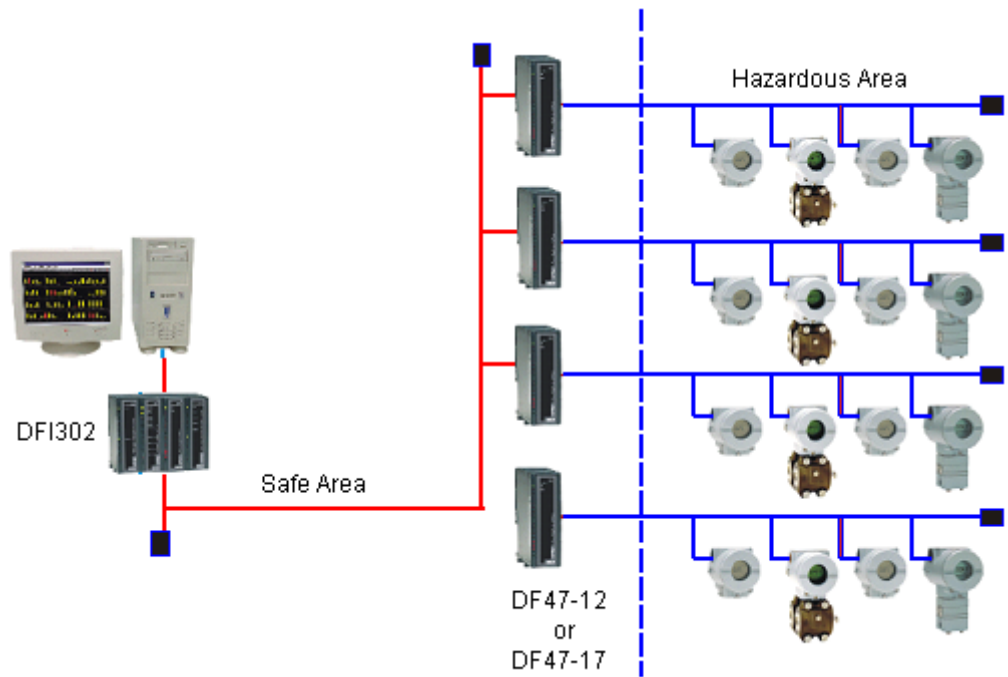 Hazardous Area
DFI302
Safe Area
DF47-12
or
DF47-17